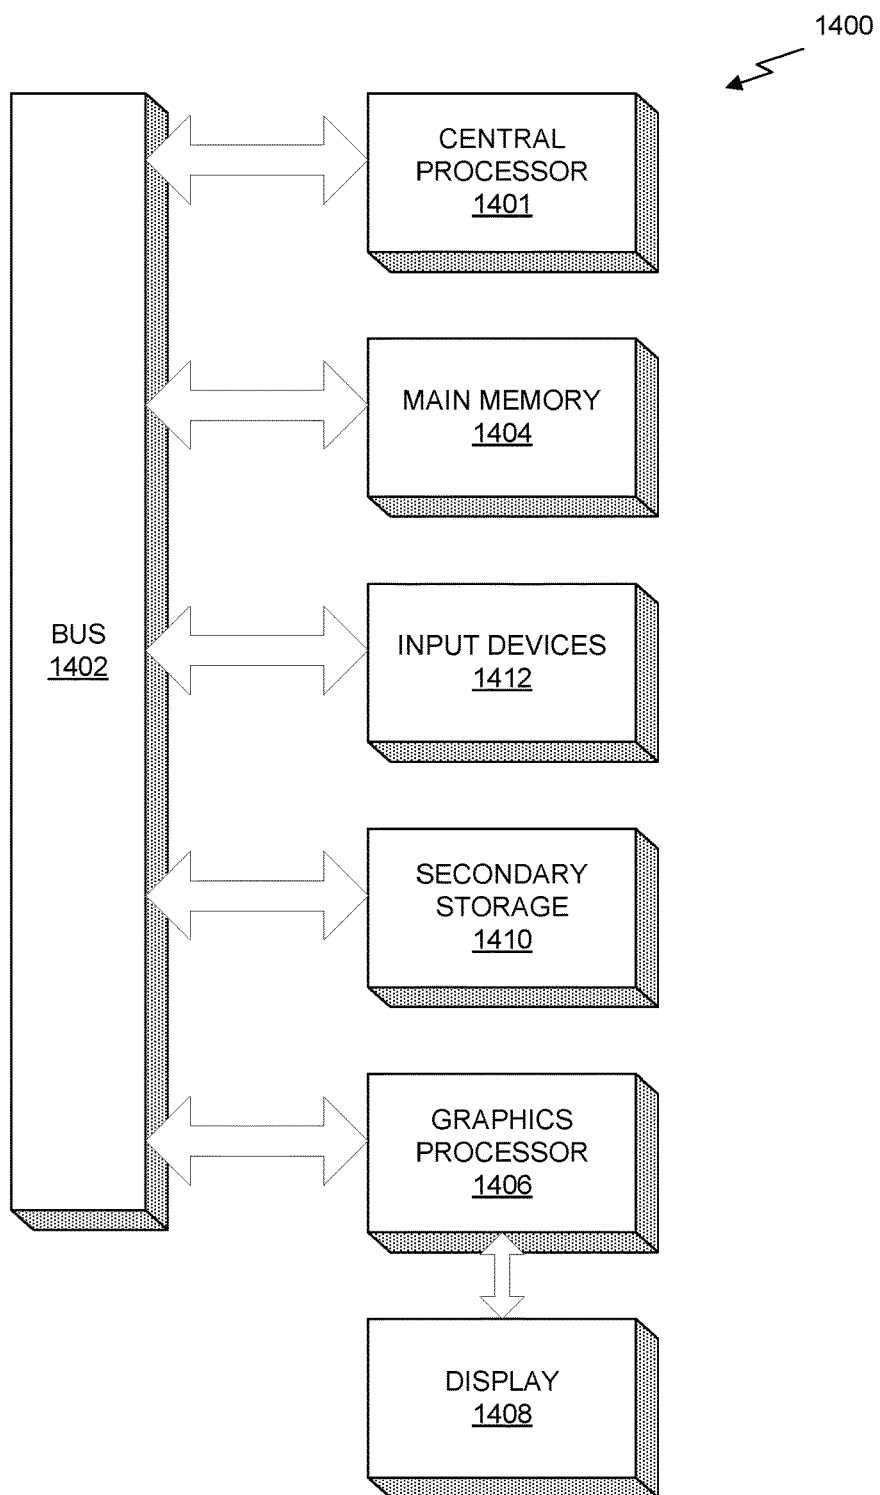 1400
CENTRAL
PROCESSOR
1401
MAIN MEMORY
1404
BUS
1402
INPUT DEVICES
1412
SECONDARY
STORAGE
1410
GRAPHICS
PROCESSOR
1406
DISPLAY
1408